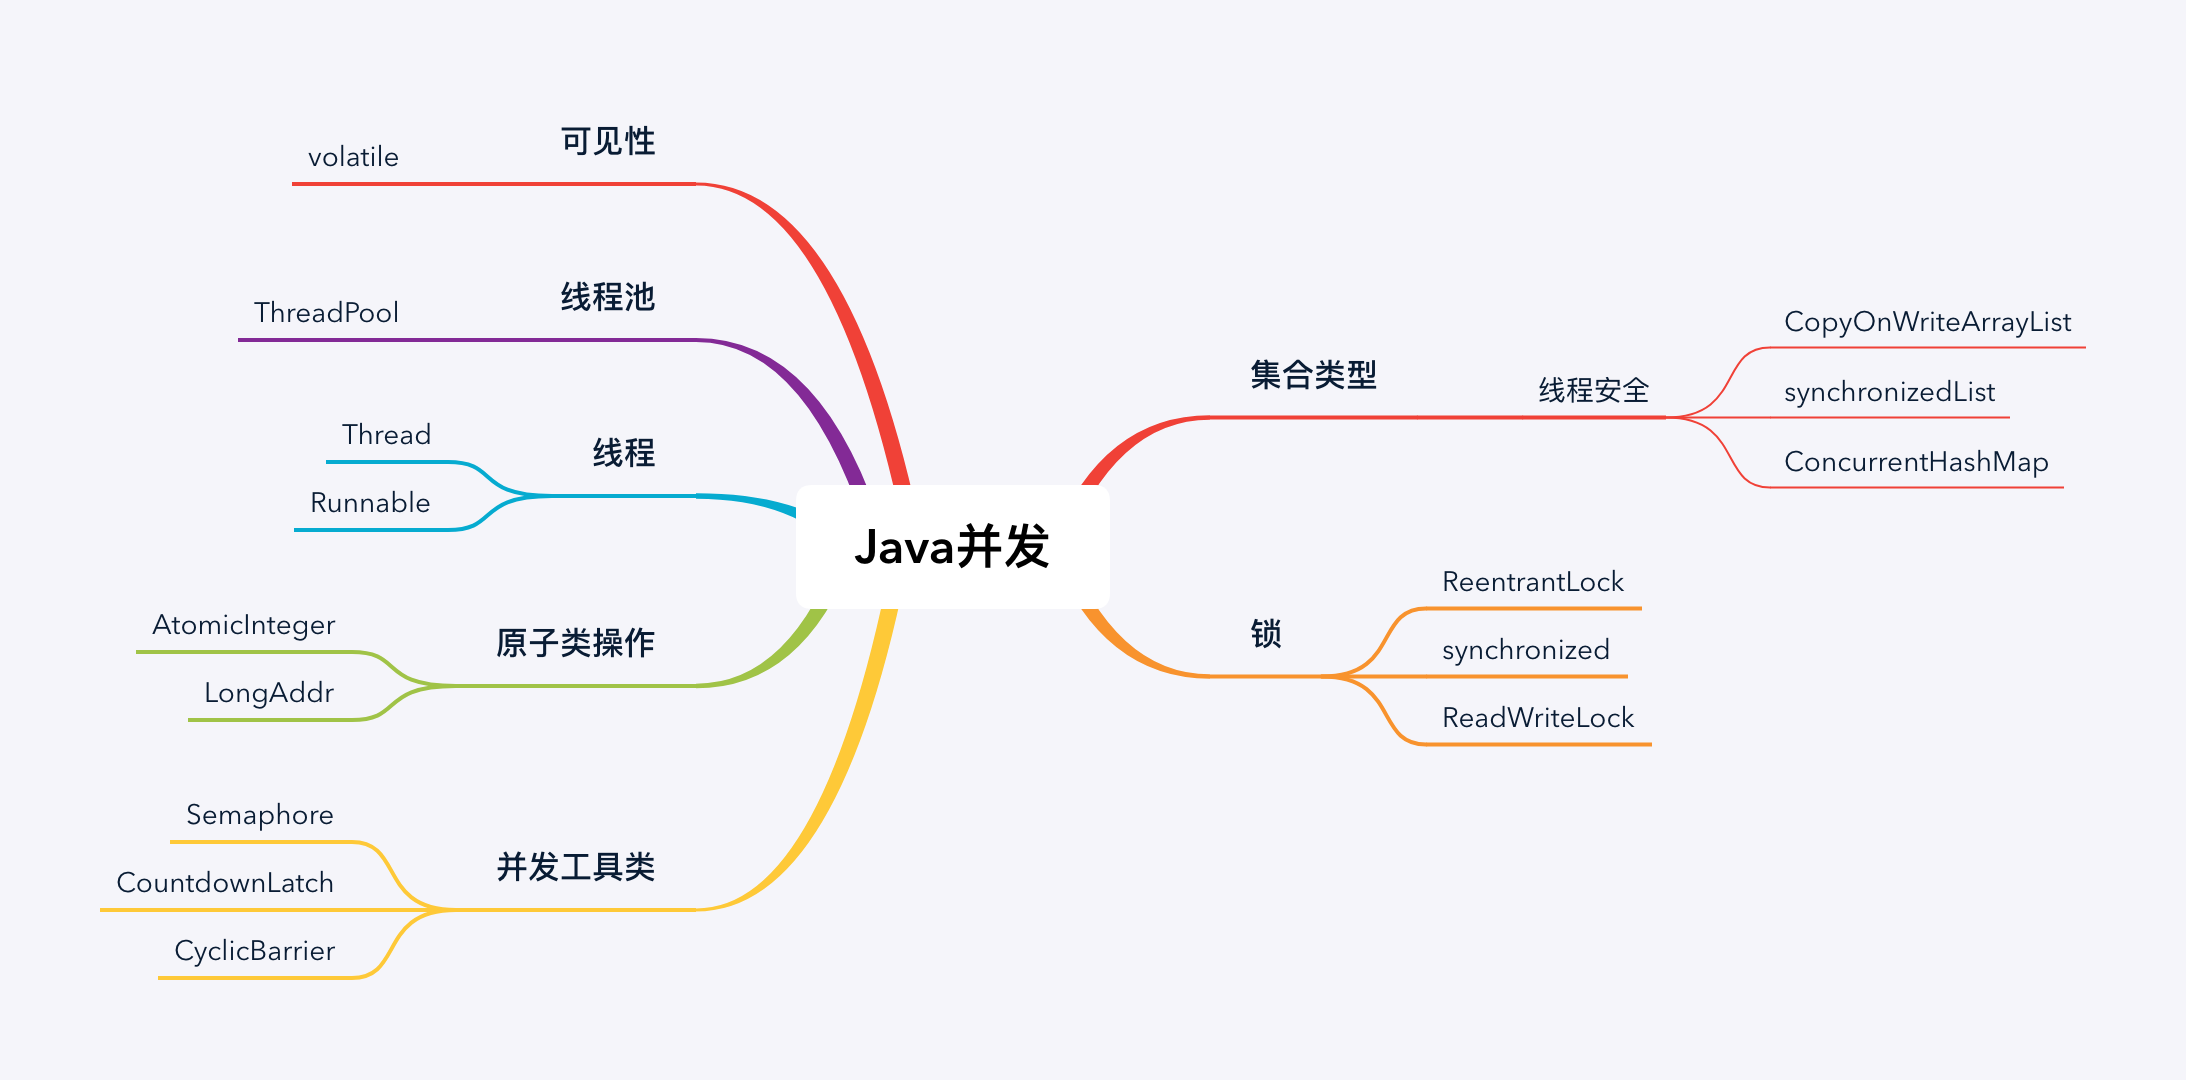 Java并发
可见性
volatile
线程池
ThreadPool
线程
Thread
Runnable
原子类操作
AtomicInteger
LongAddr
并发工具类
Semaphore
CountdownLatch
CyclicBarrier
集合类型
线程安全
CopyOnWriteArrayList
synchronizedList
ConcurrentHashMap
锁
ReentrantLock
synchronized
ReadWriteLock